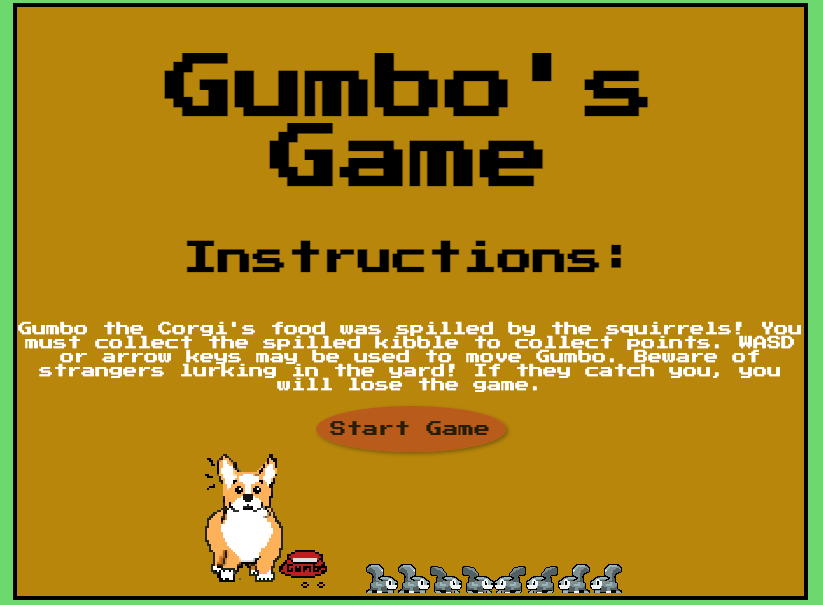 Gumbo's
Game
Instructions:
Gumbo the Corgi's food was spilled by the squirrels! You
must collect the spilled kibble to collect points. WASD
or arrow keys may be used to move Gumbo. Beware of
strangers lurking in the yard! If they catch you, you
will lose the game.
Start Game
Gumbo